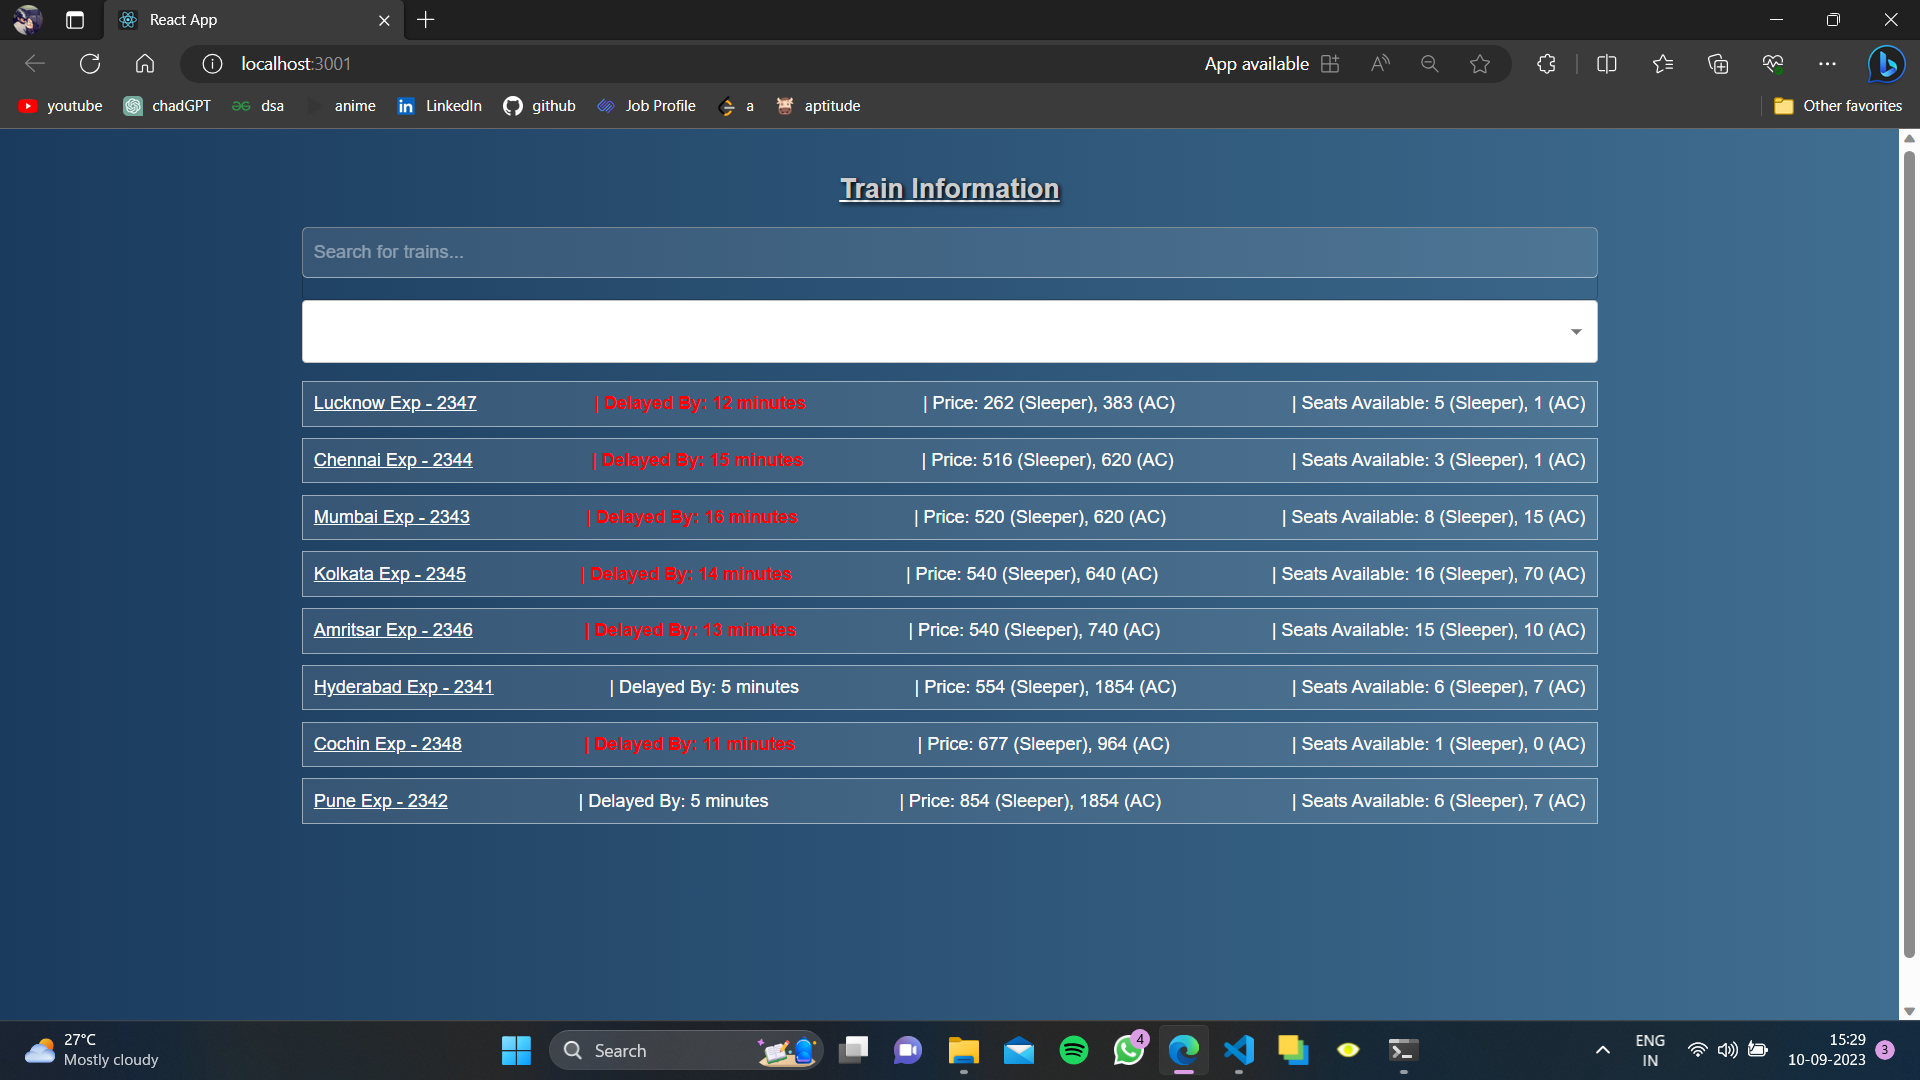 React App
localhost:3001
App available
youtube chadGPT dsa anime LinkedIn github Job Profile a aptitude Other favorites
Train Information
Search for trains...
Lucknow Exp - 2347 | Delayed By: 12 minutes | Price: 262 (Sleeper), 383 (AC) | Seats Available: 5 (Sleeper), 1 (AC)
Chennai Exp - 2344 | Delayed By: 15 minutes | Price: 516 (Sleeper), 620 (AC) | Seats Available: 3 (Sleeper), 1 (AC)
Mumbai Exp - 2343 | Delayed By: 16 minutes | Price: 520 (Sleeper), 620 (AC) | Seats Available: 8 (Sleeper), 15 (AC)
Kolkata Exp - 2345 | Delayed By: 14 minutes | Price: 540 (Sleeper), 640 (AC) | Seats Available: 16 (Sleeper), 70 (AC)
Amritsar Exp - 2346 | Delayed By: 13 minutes | Price: 540 (Sleeper), 740 (AC) | Seats Available: 15 (Sleeper), 10 (AC)
Hyderabad Exp - 2341 | Delayed By: 5 minutes | Price: 554 (Sleeper), 1854 (AC) | Seats Available: 6 (Sleeper), 7 (AC)
Cochin Exp - 2348 | Delayed By: 11 minutes | Price: 677 (Sleeper), 964 (AC) | Seats Available: 1 (Sleeper), 0 (AC)
Pune Exp - 2342 | Delayed By: 5 minutes | Price: 854 (Sleeper), 1854 (AC) | Seats Available: 6 (Sleeper), 7 (AC)
27°C
Mostly cloudy
Search
4
ENG
IN
15:29
10-09-2023
3